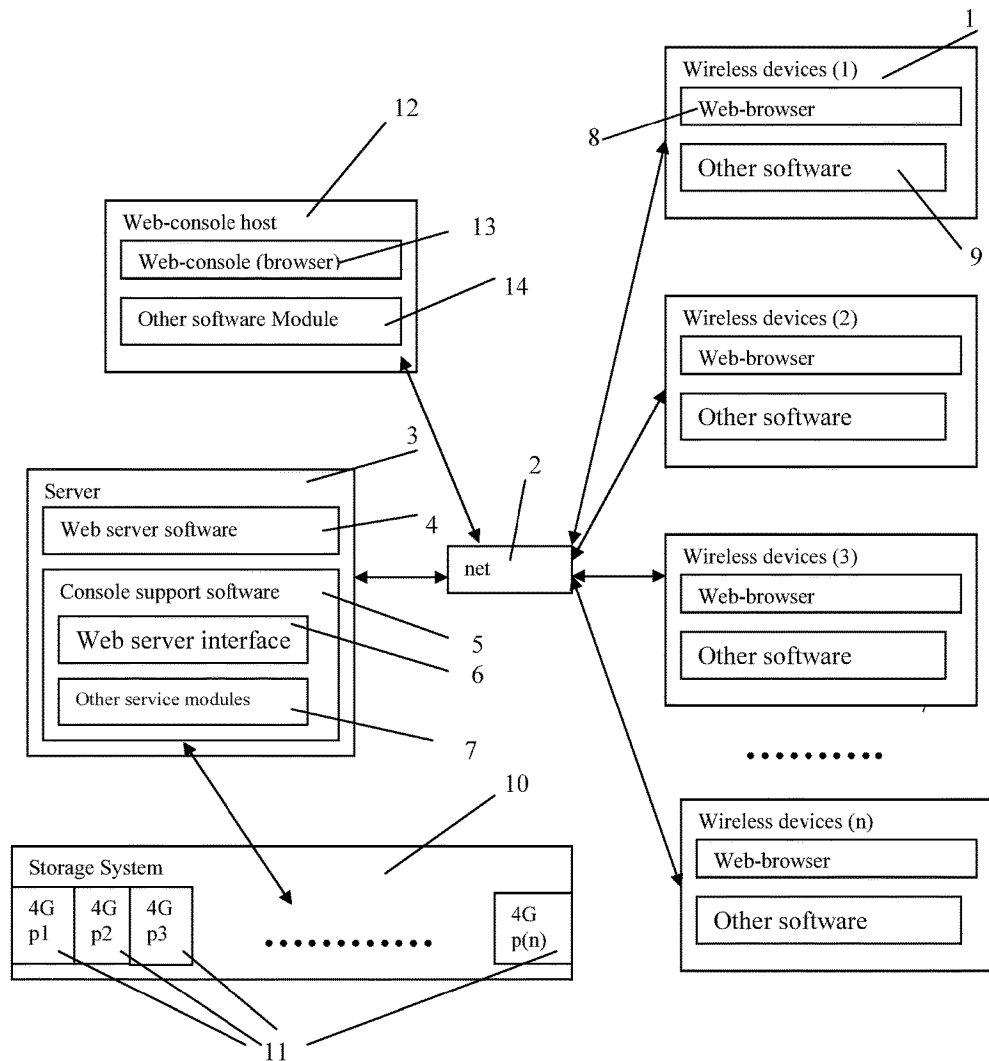 1
Wireless devices (1)
Web-browser
8
Other software
9
12
Web-console host
Web-console (browser)
13
Other software Module
14
Wireless devices (2)
Web-browser
Other software
3
Server
Web server software
4
Console support software
5
Web server interface
6
Other service modules
7
2
net
Wireless devices (3)
Web-browser
Other software
..........
Wireless devices (n)
Web-browser
Other software
10
Storage System
4G
p1
4G
p2
4G
p3
............
4G
p(n)
11